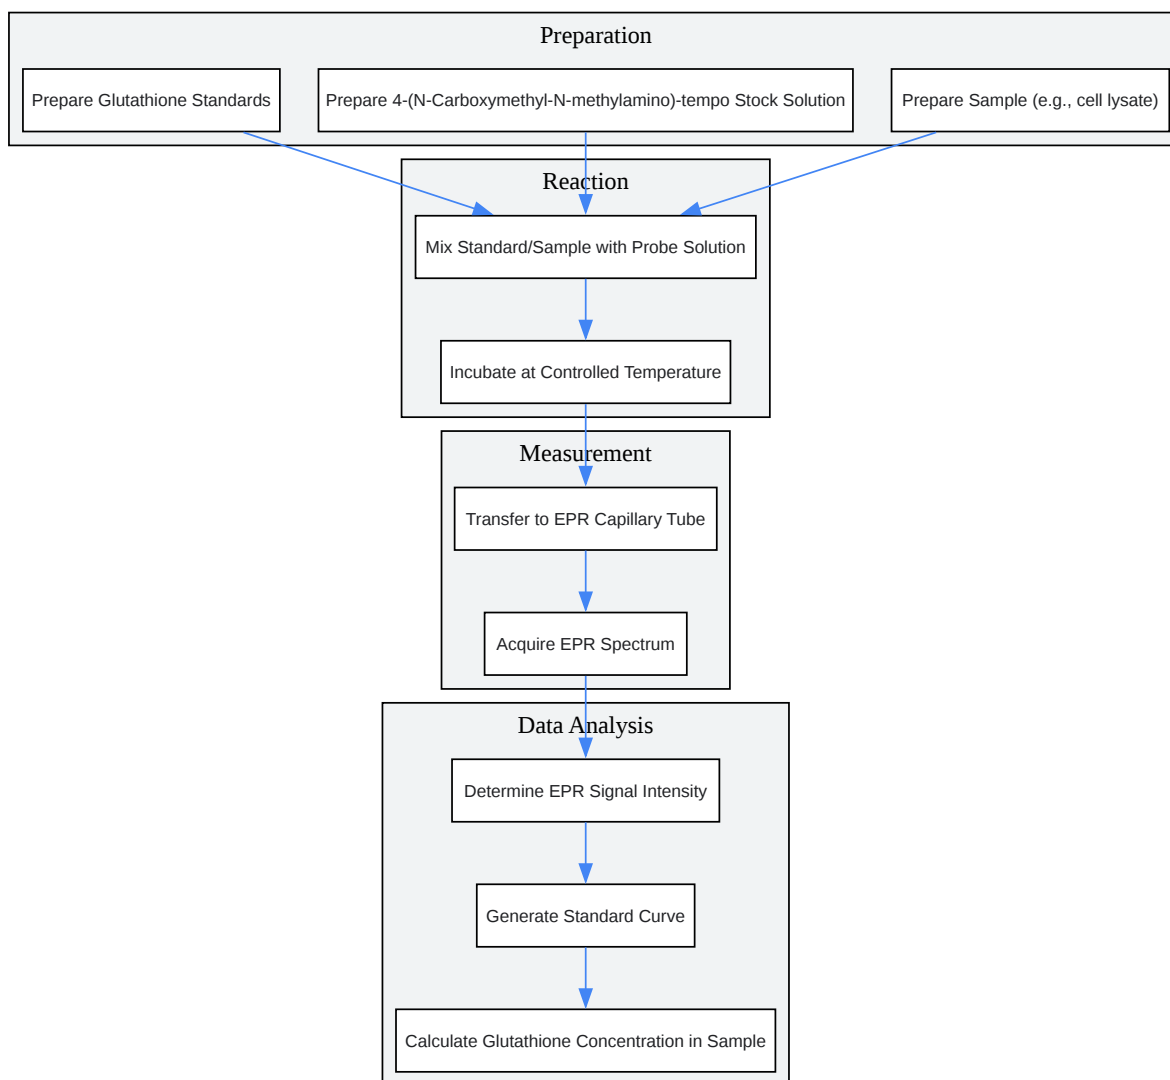 Preparation
Prepare Glutathione Standards
Prepare 4-(N-Carboxymethyl-N-methylamino)-tempo Stock Solution
Prepare Sample (e.g., cell lysate)
Reaction
Mix Standard/Sample with Probe Solution
Incubate at Controlled Temperature
Measurement
Transfer to EPR Capillary Tube
Acquire EPR Spectrum
Data Analysis
Determine EPR Signal Intensity
Generate Standard Curve
Calculate Glutathione Concentration in Sample